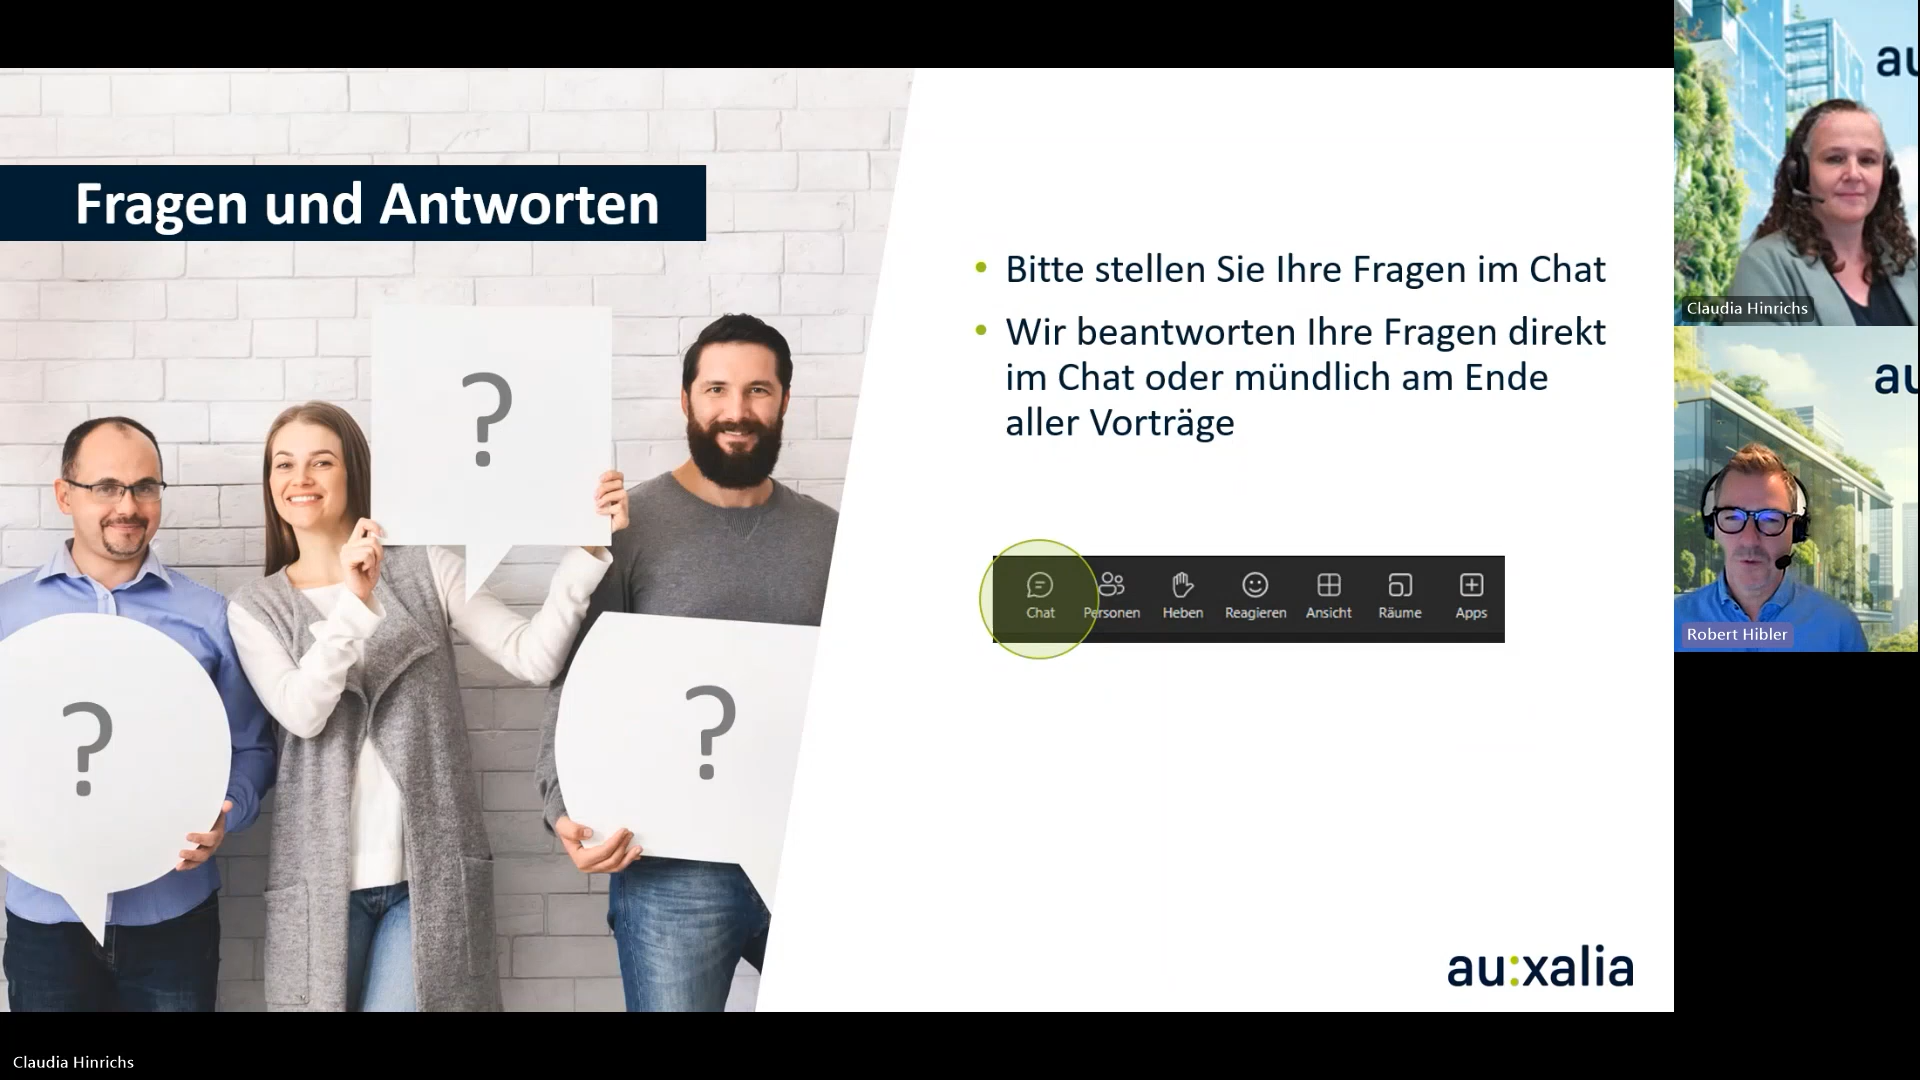 Fragen und Antworten
?
?
?
• Bitte stellen Sie Ihre Fragen im Chat
• Wir beantworten Ihre Fragen direkt
im Chat oder mündlich am Ende
aller Vorträge
Chat Personen Heben Reagieren Ansicht Räume Apps
au:xalia
au
Claudia Hinrichs
au
Robert Hibler
Claudia Hinrichs